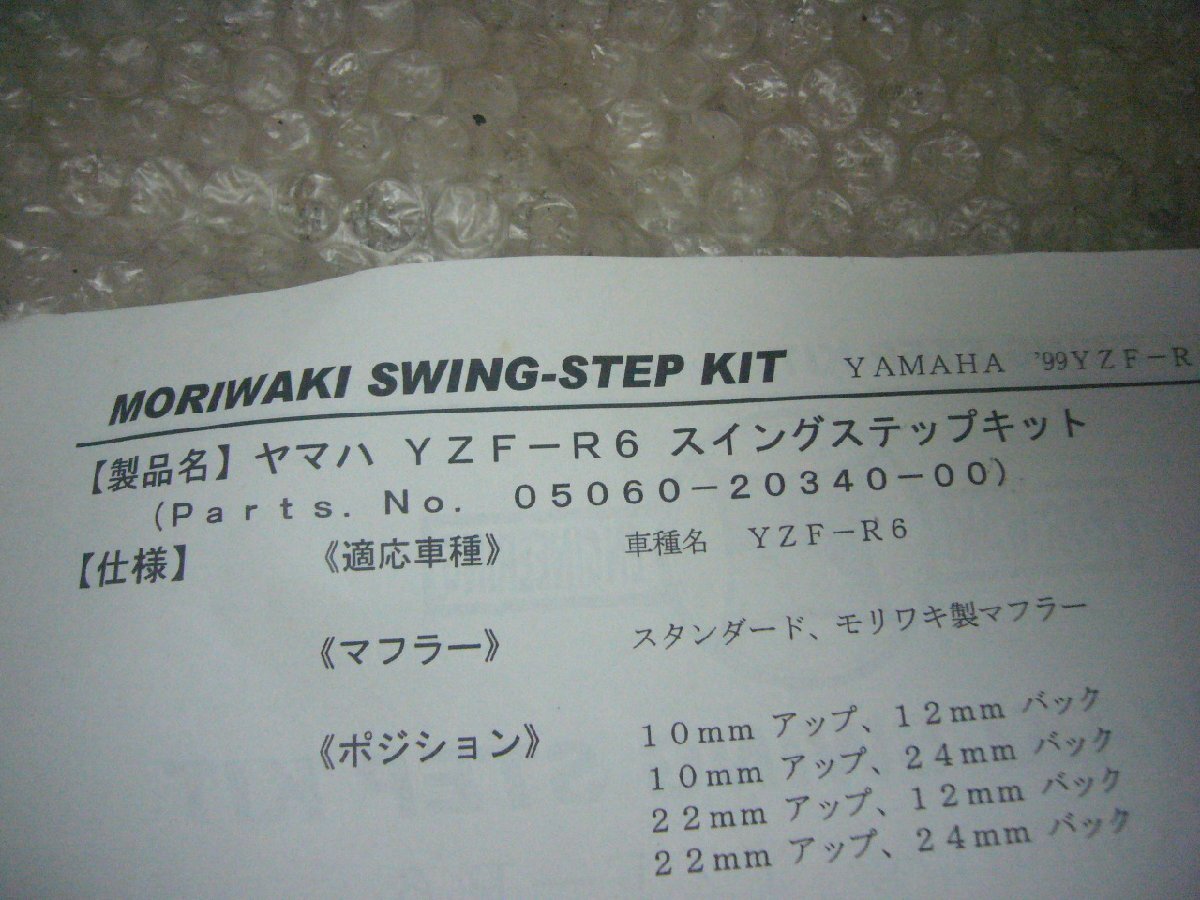 MORIWAKI SWING-STEP KIT YAMAHA '99YZF-R
【製品名】ヤマハ YZF-R6 スイングステップキット
(Parts. No. 05060-20340-00)
【仕様】 《適応車種》 車種名 YZF-R6
《マフラー》 スタンダード、モリワキ製マフラー
《ポジション》 10mm アップ、12mm バック
10mm アップ、24mm バック
22mm アップ、12mm バック
22mm アップ、24mm バック